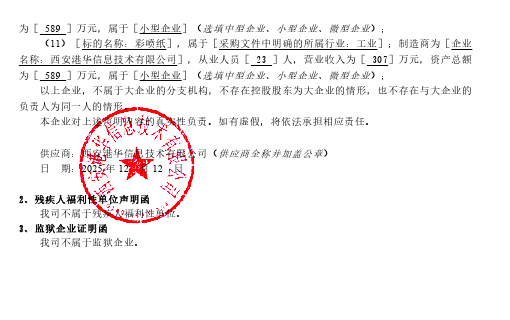 为［ 589 ］万元，属于［小型企业］（选填中型企业、小型企业、微型企业）；
（11）［标的名称：彩喷纸］，属于［采购文件中明确的所属行业：工业］；制造商为［企业
名称：西安港华信息技术有限公司］，从业人员［ 23 ］人，营业收入为［ 307］万元，资产总额
为［ 589 ］万元，属于［小型企业］（选填中型企业、小型企业、微型企业）；
以上企业，不属于大企业的分支机构，不存在控股股东为大企业的情形，也不存在与大企业的
负责人为同一人的情形。
本企业对上述声明内容的真实性负责。如有虚假，将依法承担相应责任。
供应商：西安港华信息技术有限公司（供应商全称并加盖公章）
日 期：2025 年 12 月 12 日
2、残疾人福利性单位声明函
我司不属于残疾人福利性单位。
3、监狱企业证明函
我司不属于监狱企业。